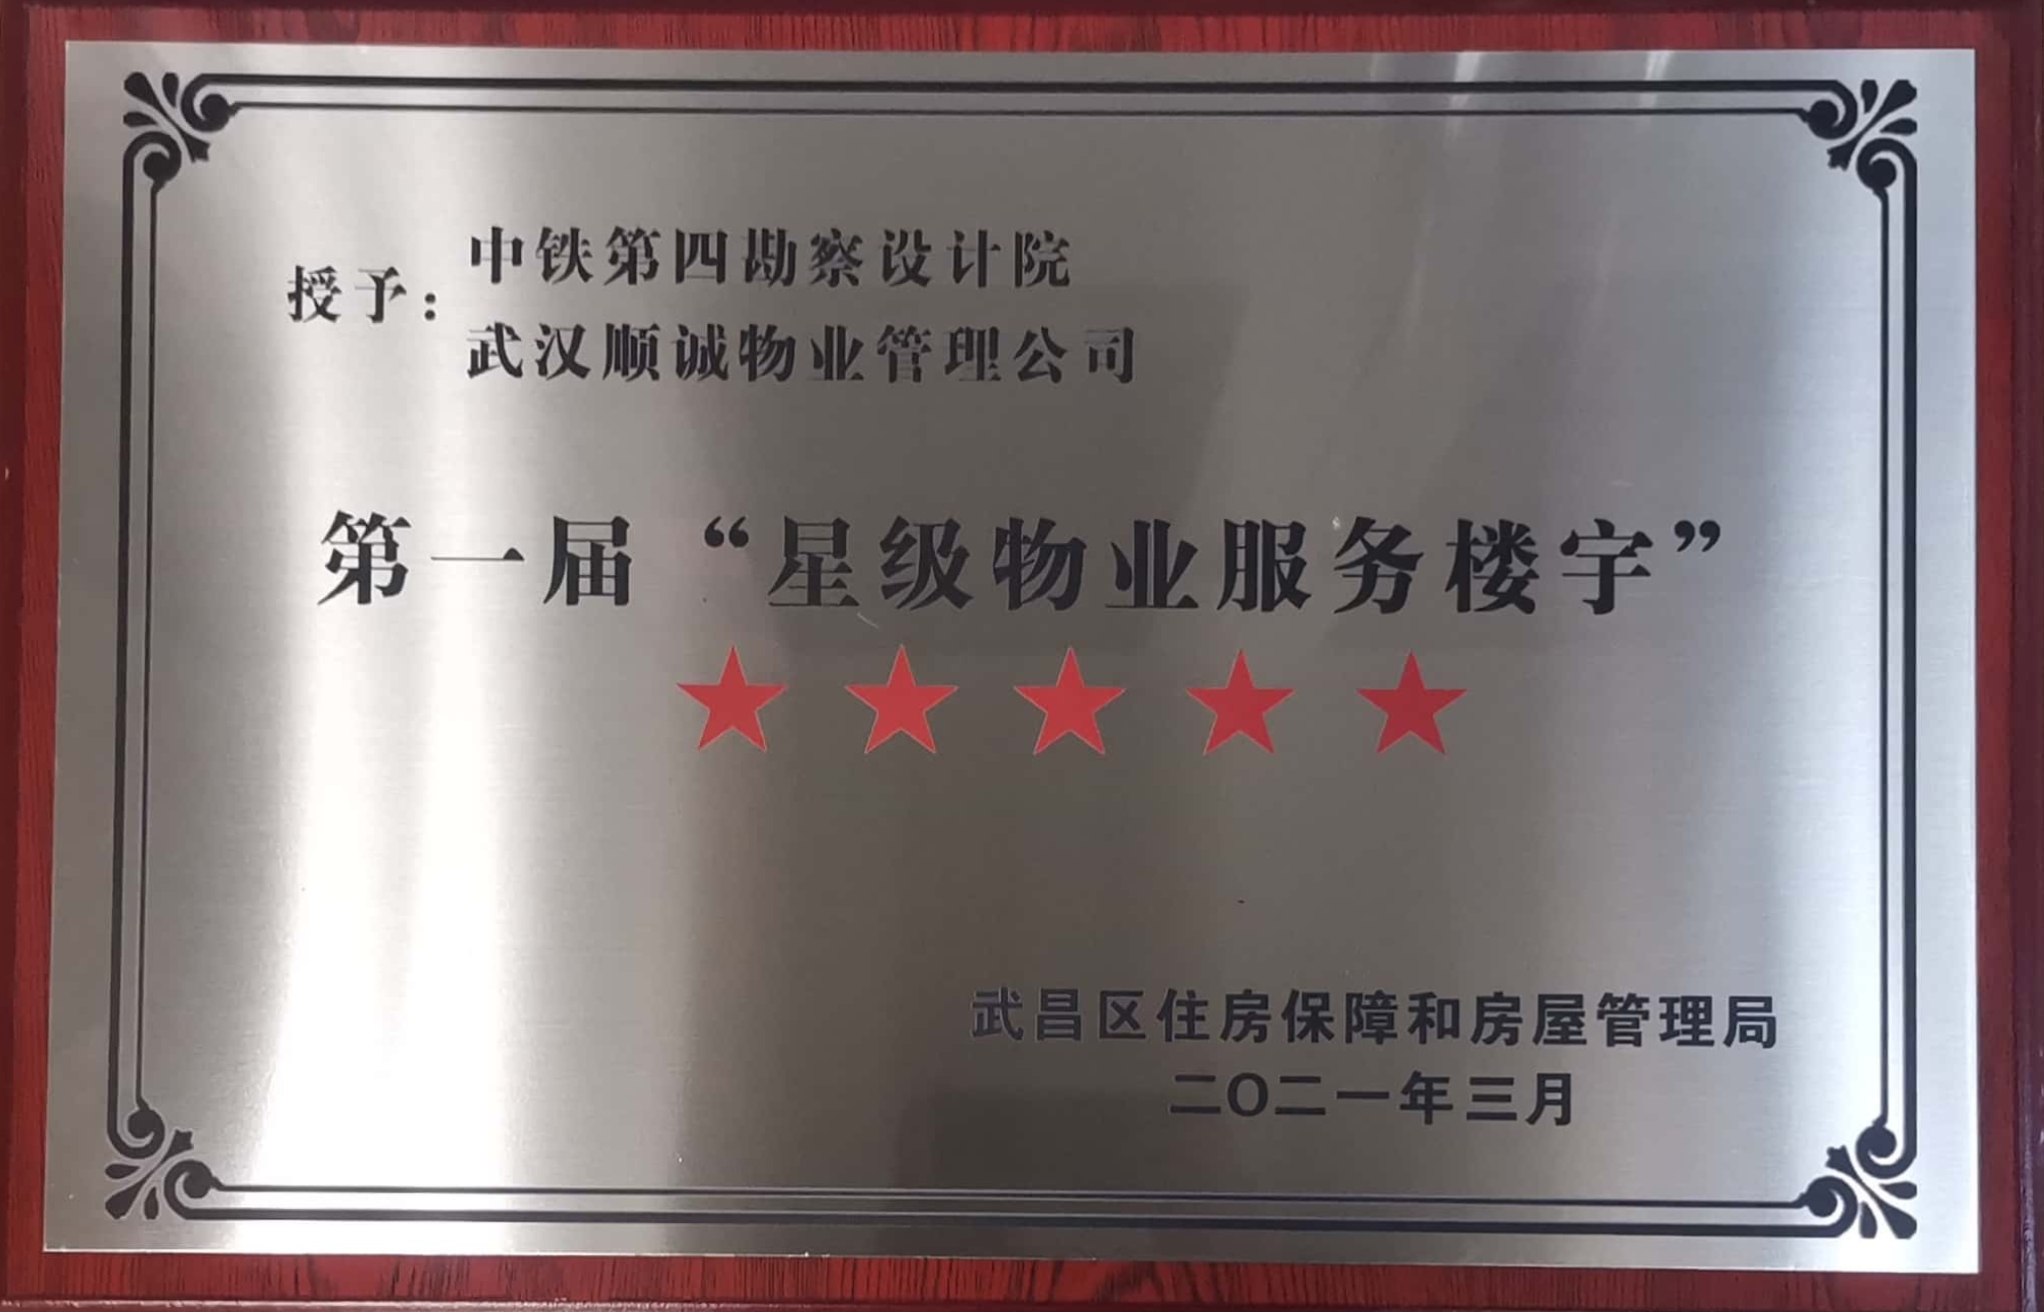 授予：
中铁第四勘察设计院
武汉顺诚物业管理公司
第一届“星级物业服务楼宇”
★★★★★
武昌区住房保障和房屋管理局
二〇二一年三月